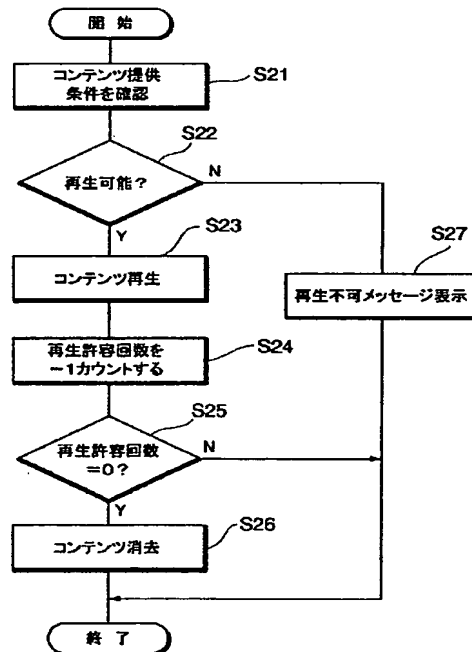 開 始
コンテンツ提供
条件を確認
S21
S22
再生可能?
N
Y
S23
コンテンツ再生
S27
再生不可メッセージ表示
再生許容回数を
−1カウントする
S24
S25
再生許容回数
=0?
N
Y
S26
コンテンツ消去
終 了